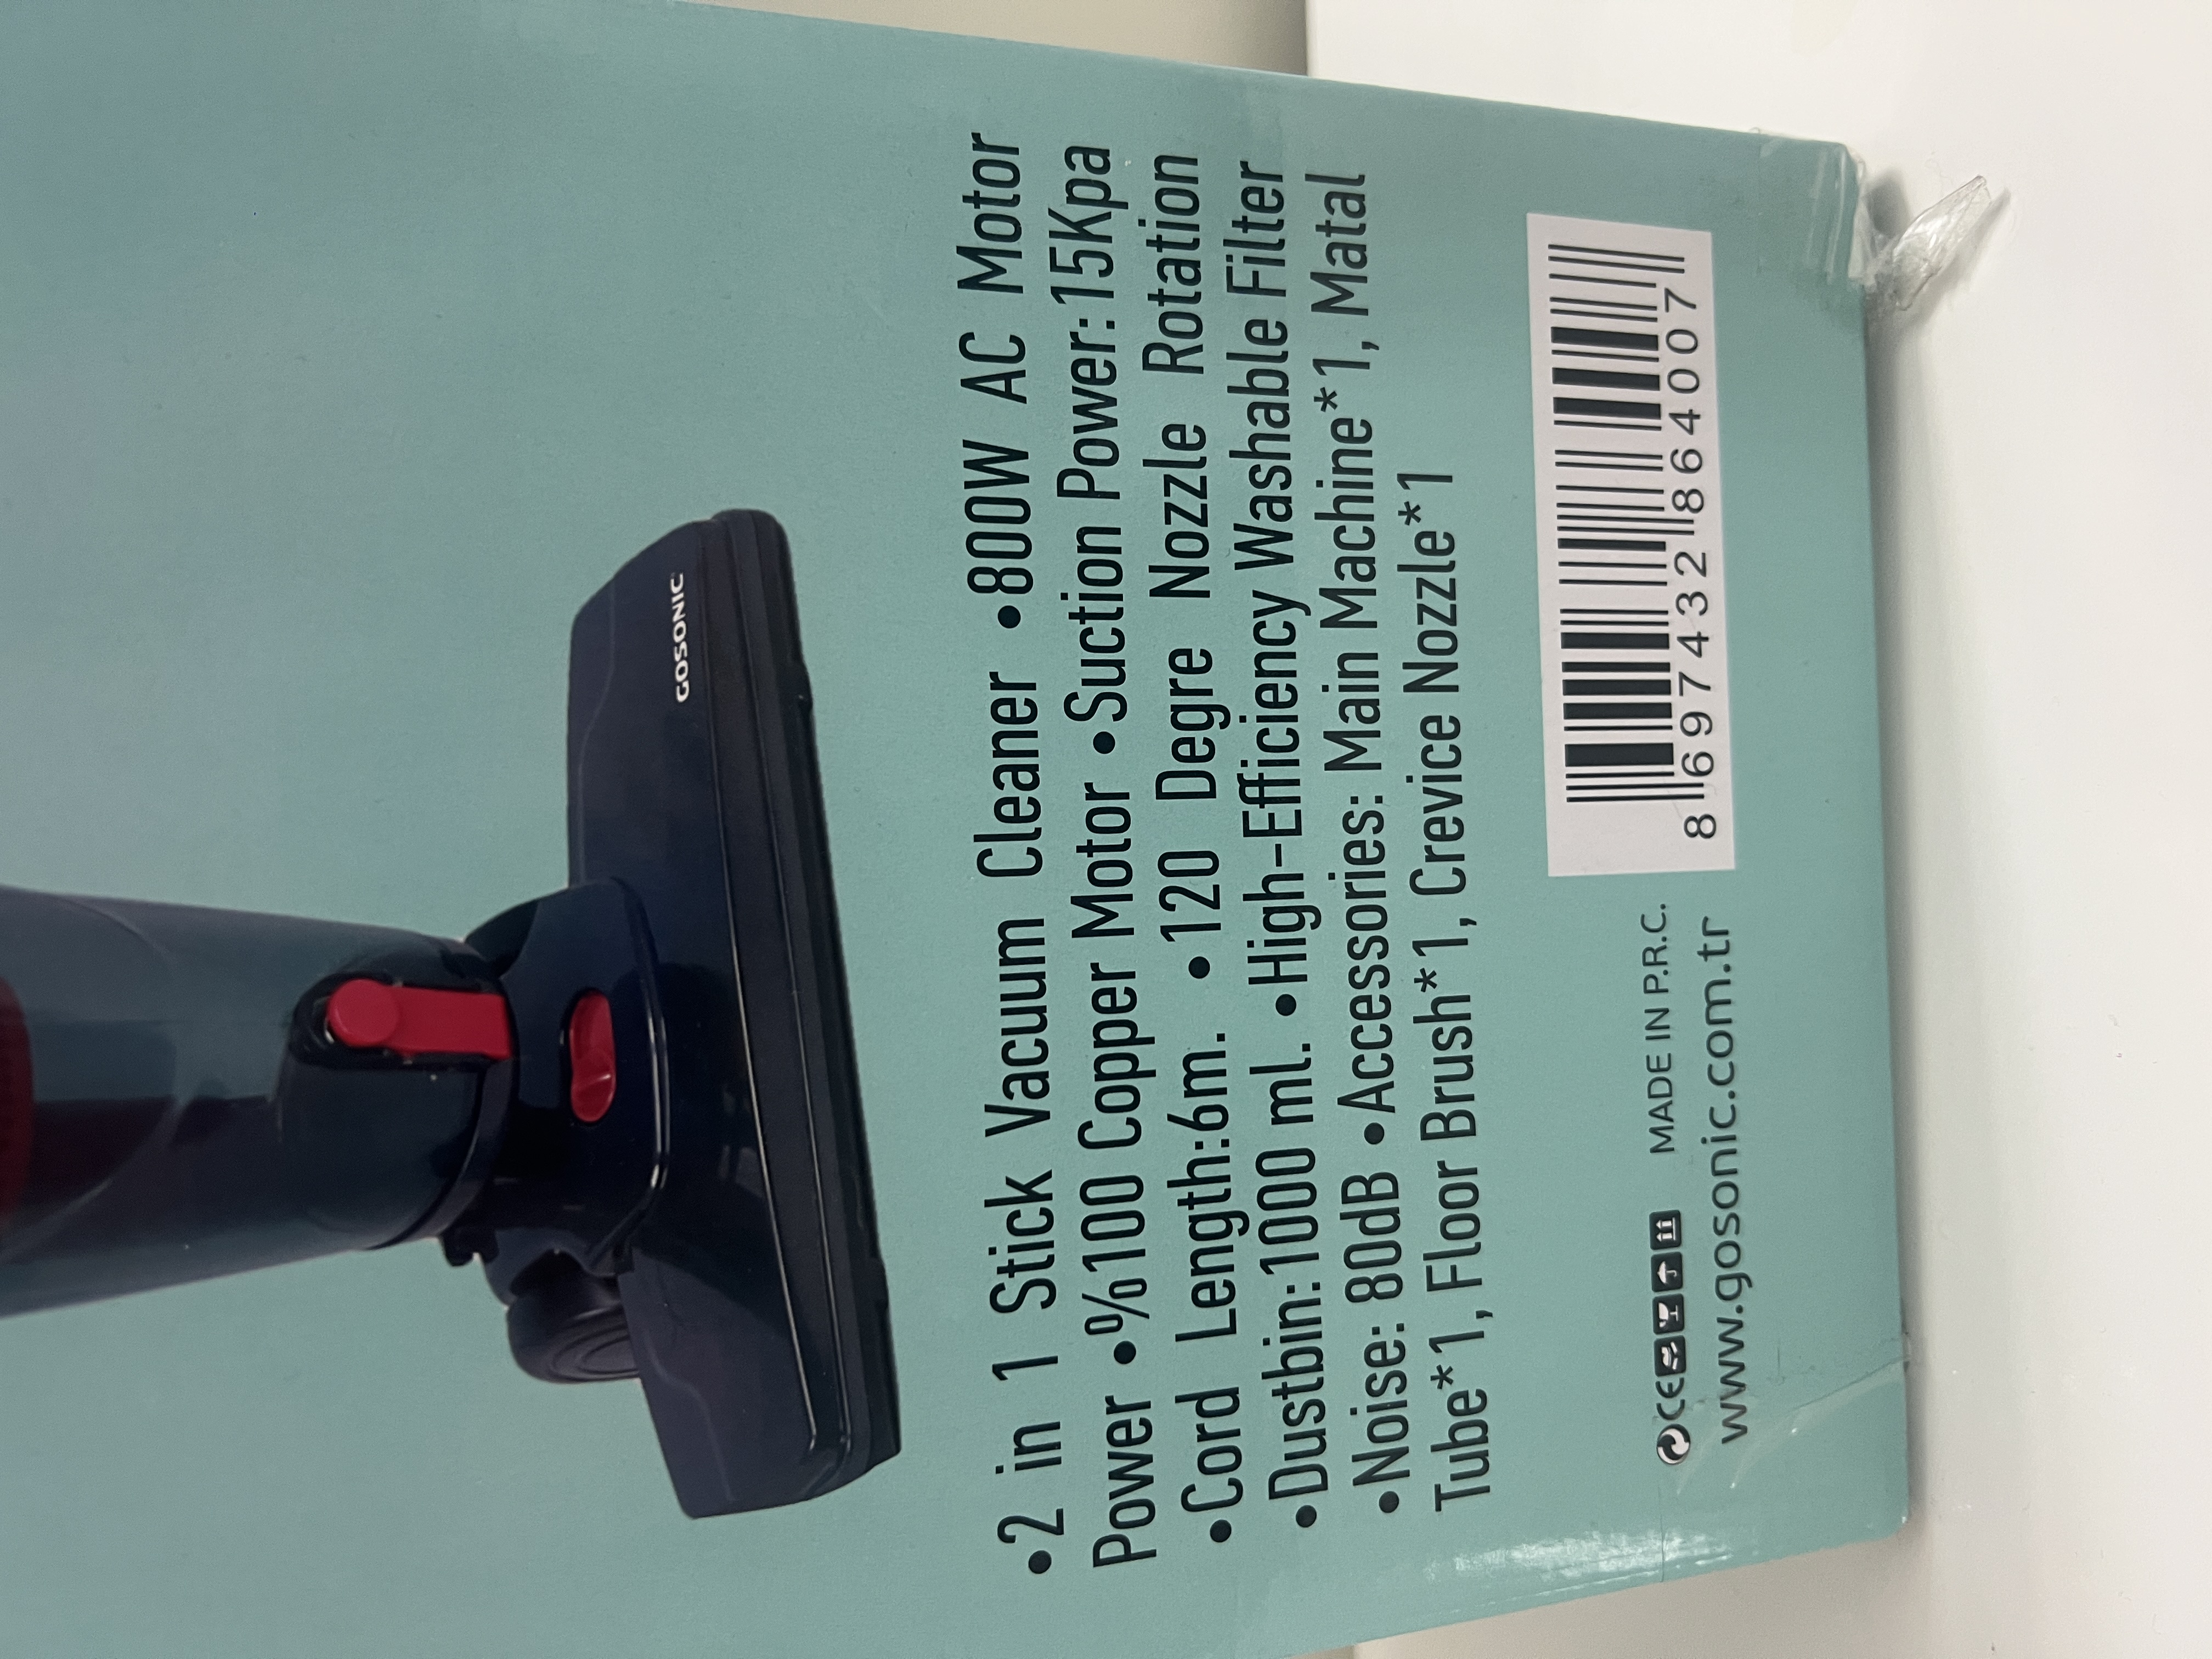 GOSONIC
•2 in 1 Stick Vacuum Cleaner •800W AC Motor
Power •%100 Copper Motor •Suction Power:15Kpa
•Cord Length:6m. •120 Degre Nozzle Rotation
•Dustbin:1000 ml. •High-Efficiency Washable Filter
•Noise: 80dB •Accessories: Main Machine*1, Matal
Tube*1, Floor Brush*1, Crevice Nozzle*1
CE MADE IN P.R.C.
www.gosonic.com.tr
8 697432 864007